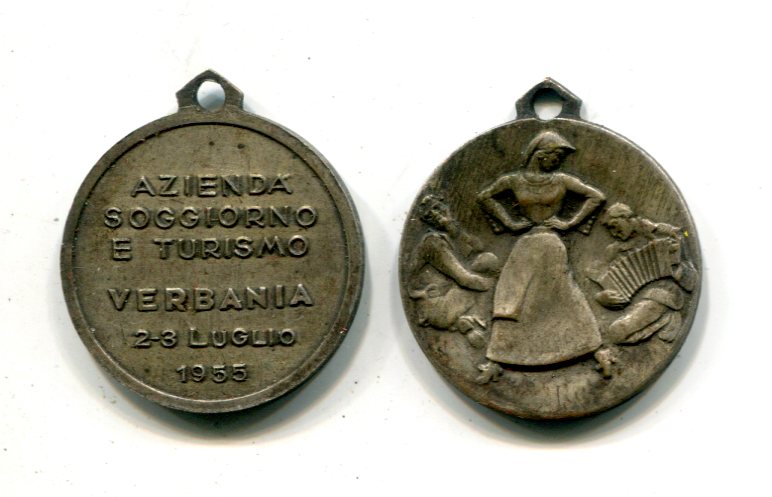 AZIENDA
SOGGIORNO
E TURISMO
VERBANIA
2-3 LUGLIO
1955